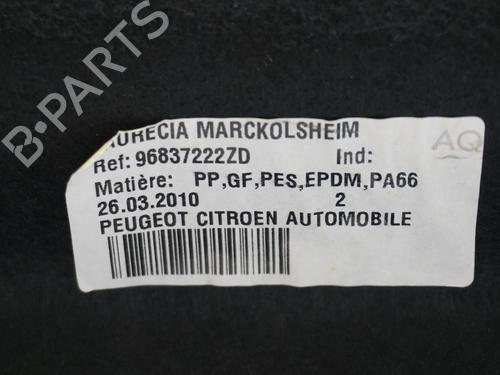 AURECIA MARCKOLSHEIM
Ref: 96837222ZD Ind:
Matière: PP,GF,PES,EPDM,PA66
26.03.2010 2
PEUGEOT CITROEN AUTOMOBILE
AQ
B-PARTS